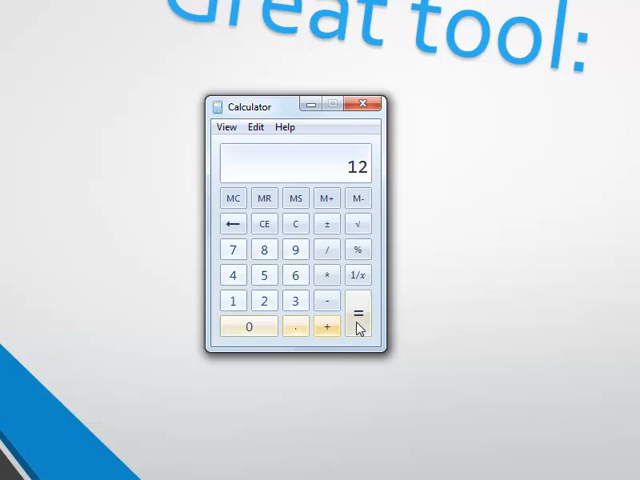 Great tool:
Calculator
View Edit Help
12
MC MR MS M+ M-
← CE C ± √
7 8 9 / %
4 5 6 * 1/x
1 2 3 - =
0 . +